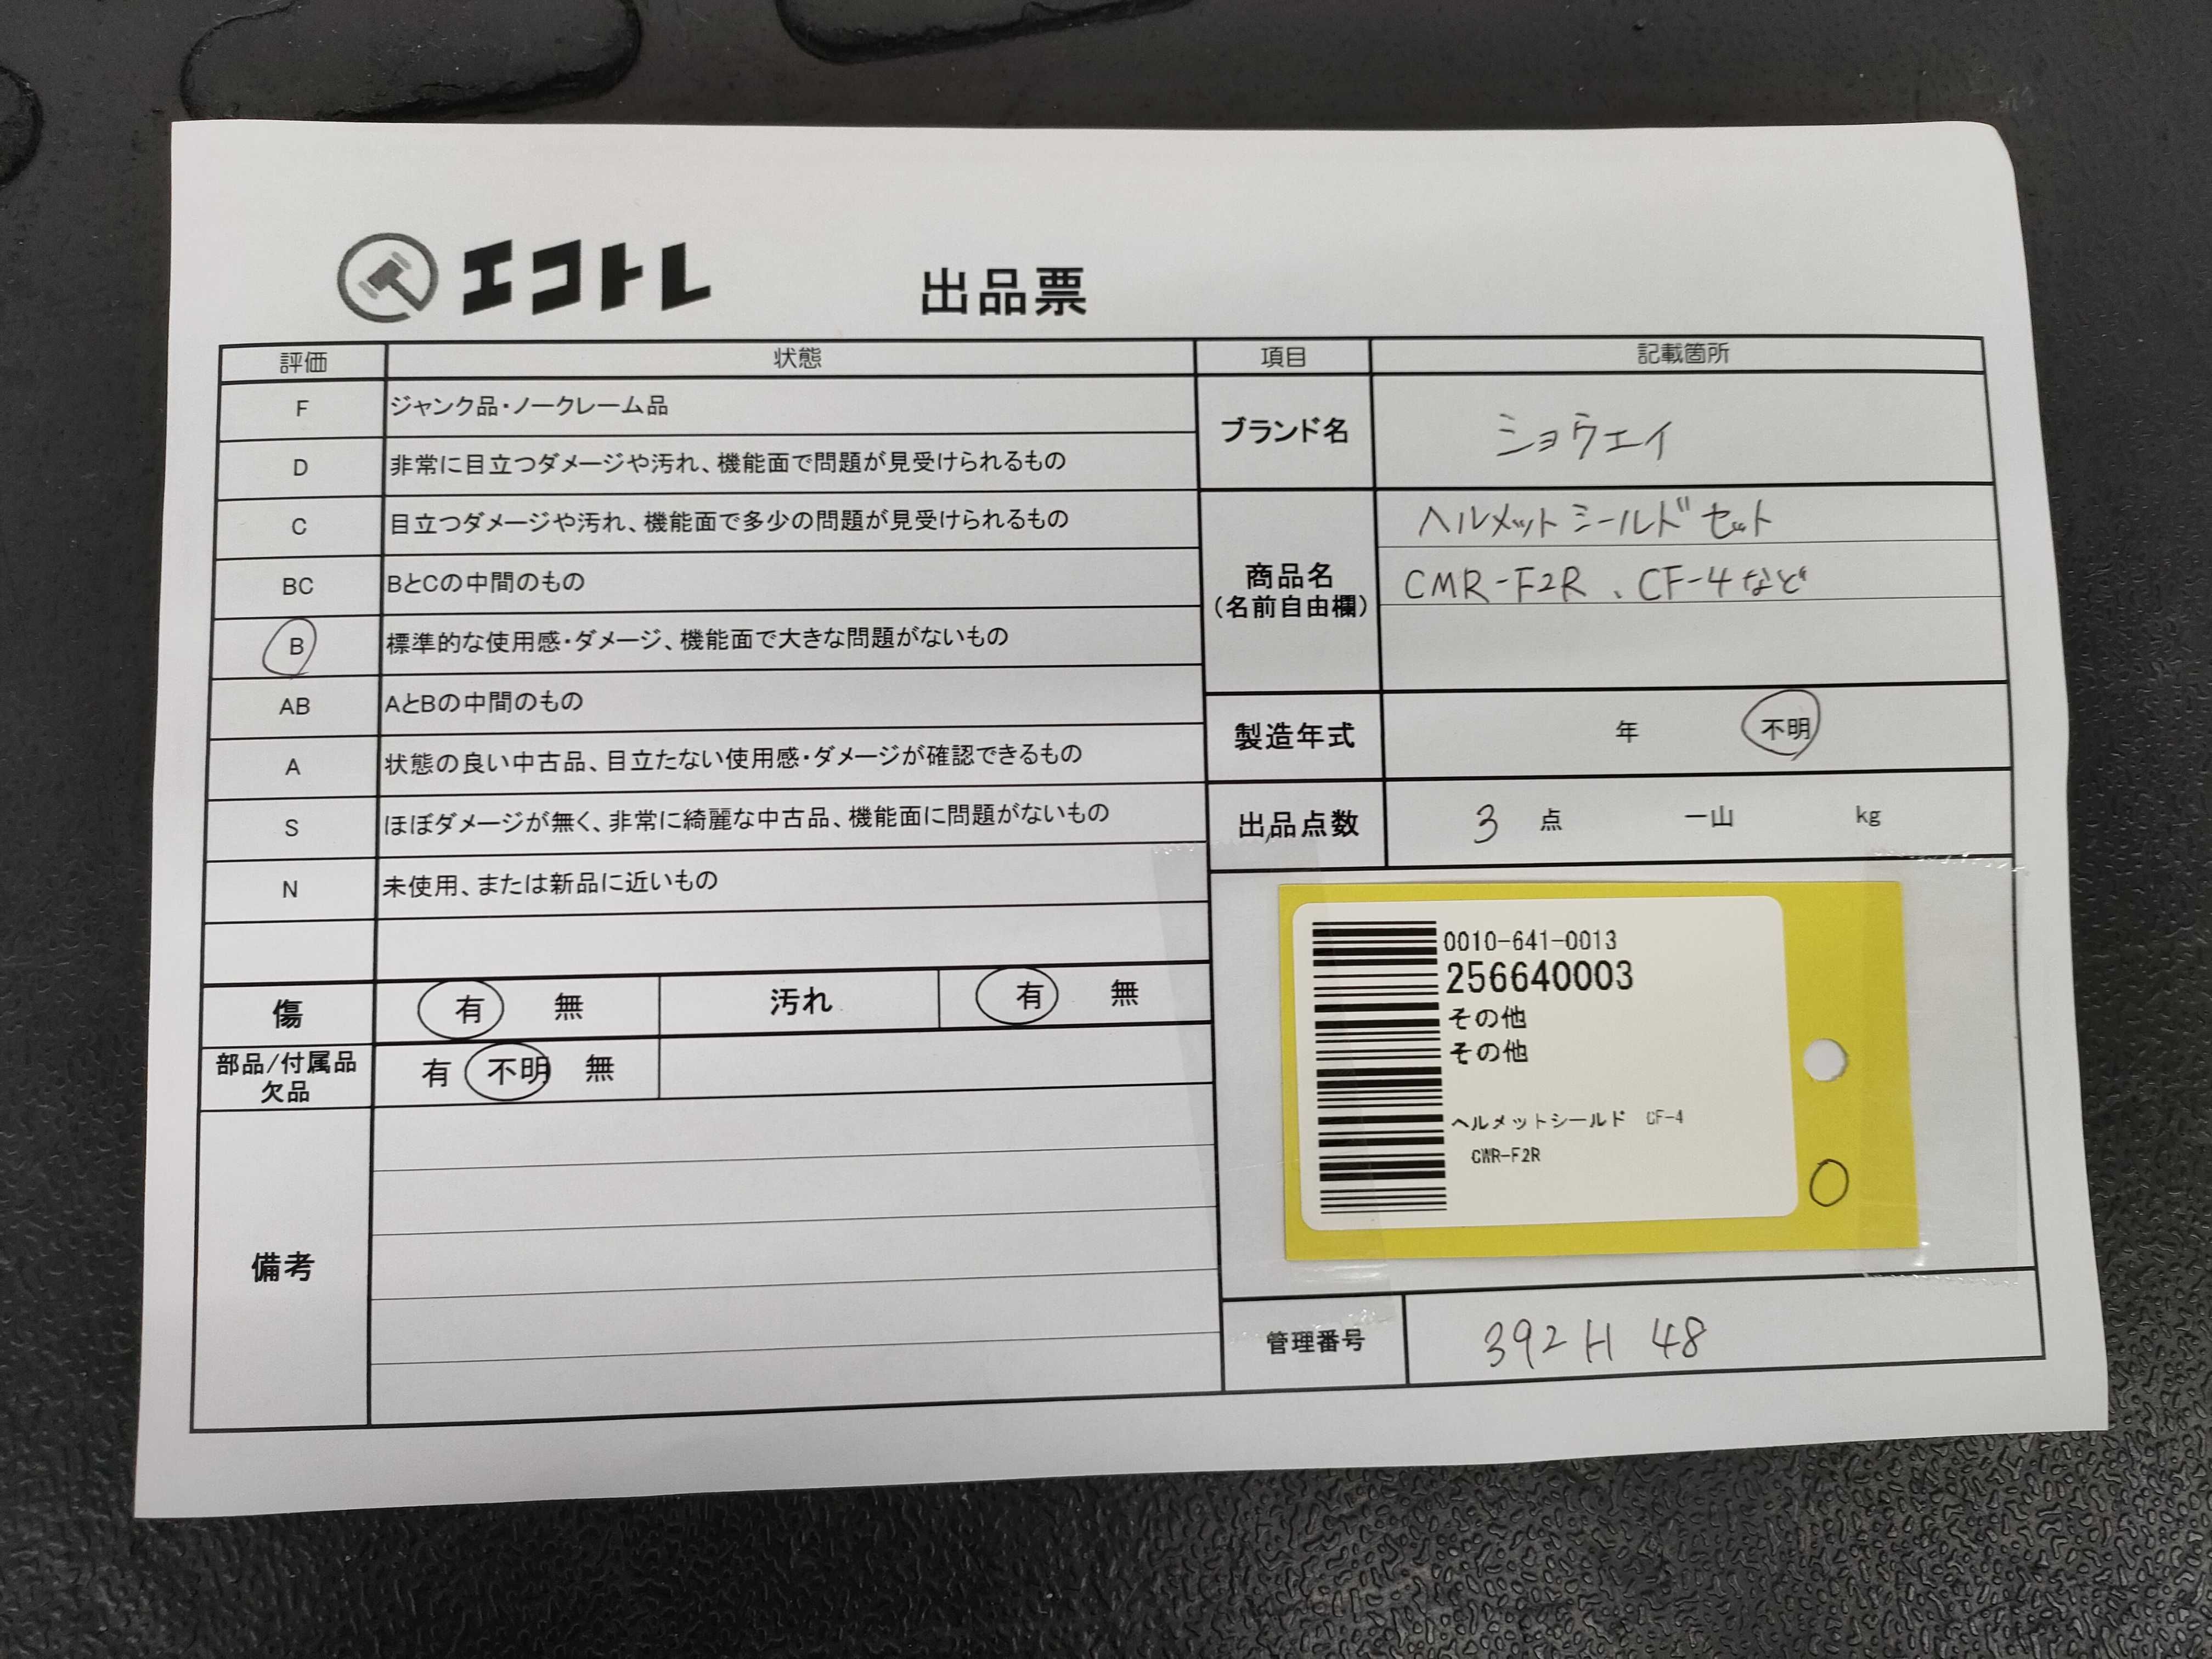 エコトレ
出品票
評価 状態
F ジャンク品・ノークレーム品
D 非常に目立つダメージや汚れ、機能面で問題が見受けられるもの
C 目立つダメージや汚れ、機能面で多少の問題が見受けられるもの
BC BとCの中間のもの
B 標準的な使用感・ダメージ、機能面で大きな問題がないもの
AB AとBの中間のもの
A 状態の良い中古品、目立たない使用感・ダメージが確認できるもの
S ほぼダメージが無く、非常に綺麗な中古品、機能面に問題がないもの
N 未使用、または新品に近いもの
傷 有 無 汚れ 有 無
部品/付属品
欠品 有 不明 無
備考
項目 記載箇所
ブランド名 ショウエイ
商品名
(名前自由欄)
ヘルメットシールドセット
CMR-F2R、CF-4など
製造年式 年 不明
出品点数 3 点 一山 kg
0010-641-0013
256640003
その他
その他
ヘルメットシールド CF-4
CWR-F2R
管理番号 392H 48